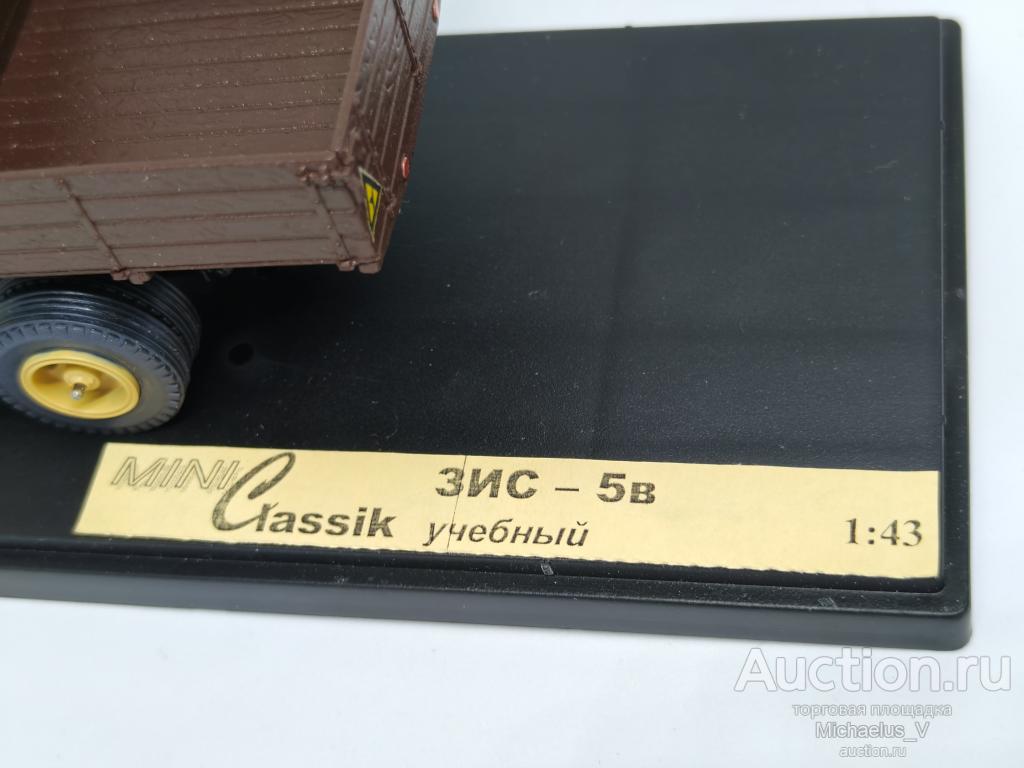 MINI Classik
ЗИС – 5в
учебный
1:43
Auction.ru
торговая площадка
Michaelus_V
auction.ru